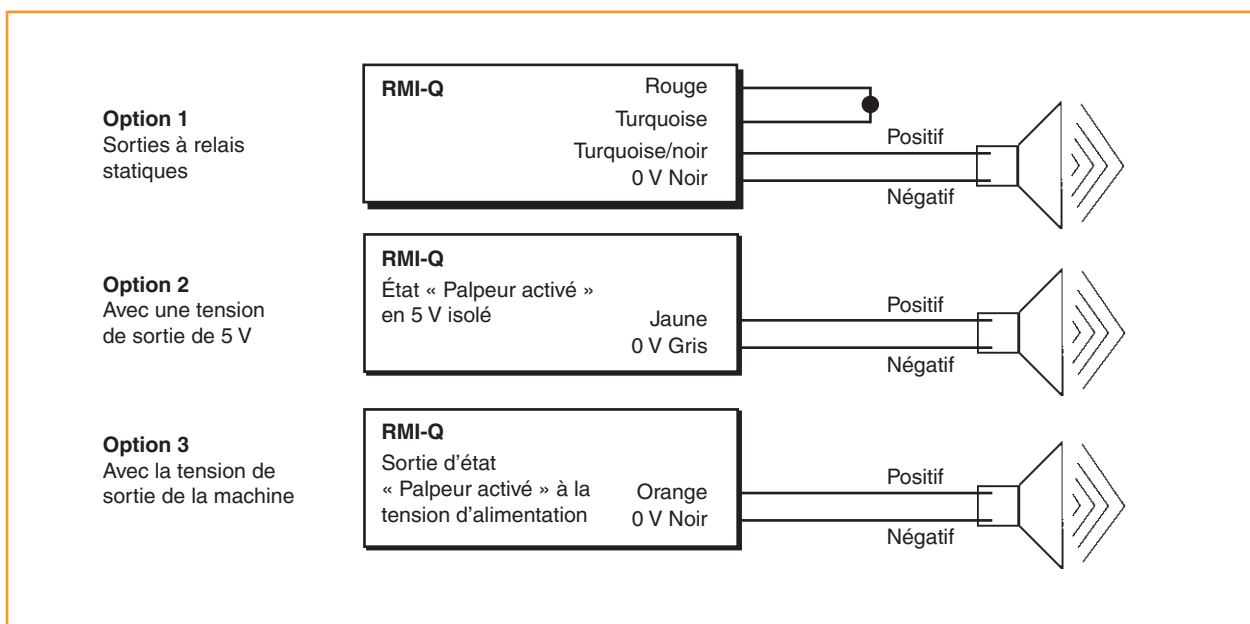 Option 1
Sorties à relais
statiques
RMI-Q
Rouge
Turquoise
Turquoise/noir
0 V Noir
Positif
Négatif
Option 2
Avec une tension
de sortie de 5 V
RMI-Q
État « Palpeur activé »
en 5 V isolé
Jaune
0 V Gris
Positif
Négatif
Option 3
Avec la tension de
sortie de la machine
RMI-Q
Sortie d’état
« Palpeur activé » à la
tension d’alimentation
Orange
0 V Noir
Positif
Négatif